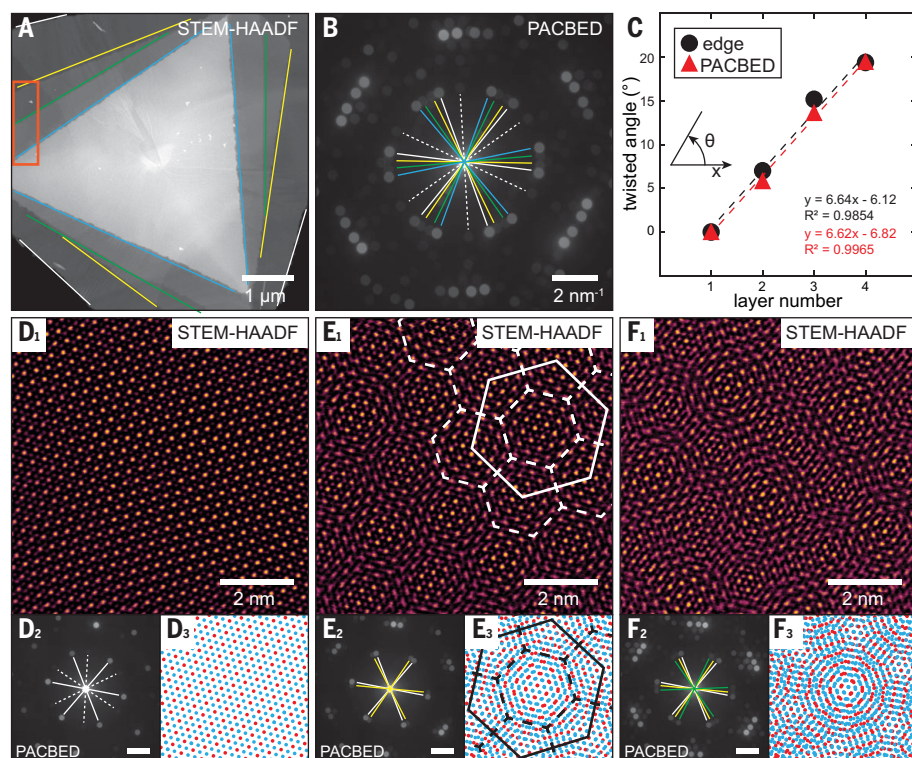 A
STEM-HAADF
1 µm
B
PACBED
2 nm⁻¹
C
edge
PACBED
twisted angle (°)
20
15
10
5
0
θ
x
y = 6.64x - 6.12
R² = 0.9854
y = 6.62x - 6.82
R² = 0.9965
1 2 3 4
layer number
D₁
STEM-HAADF
2 nm
E₁
STEM-HAADF
2 nm
F₁
STEM-HAADF
2 nm
D₂
PACBED
D₃
E₂
PACBED
E₃
F₂
PACBED
F₃